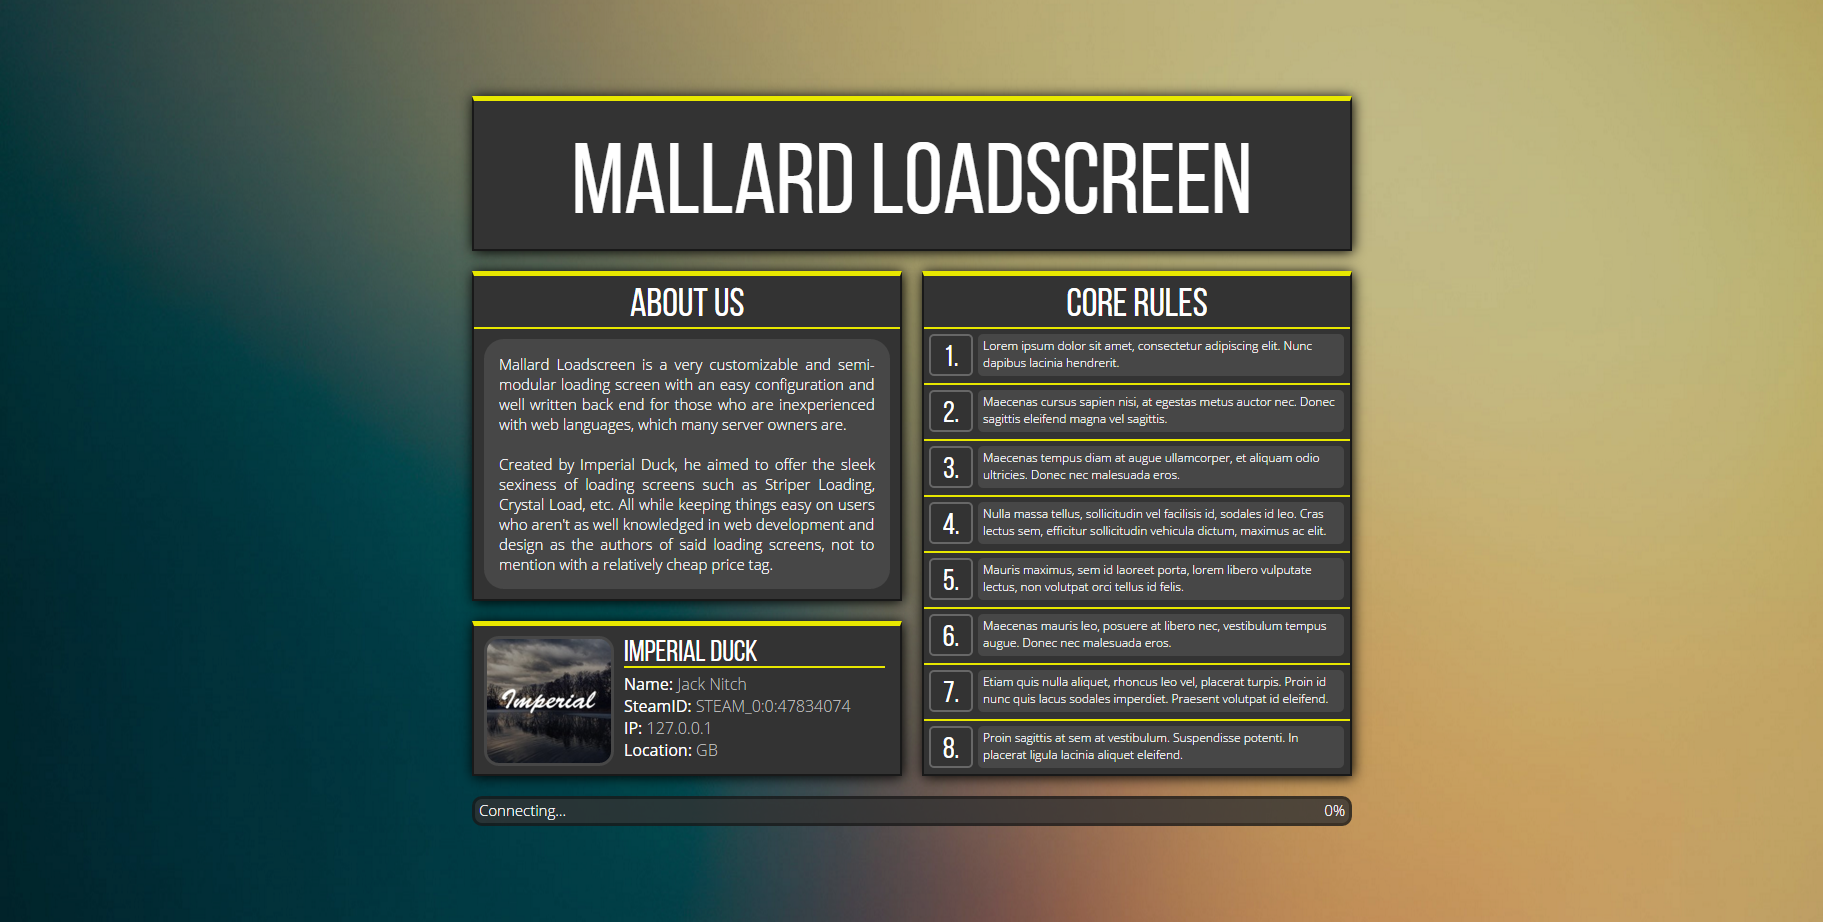 MALLARD LOADSCREEN
ABOUT US
Mallard Loadscreen is a very customizable and semi-
modular loading screen with an easy configuration and
well written back end for those who are inexperienced
with web languages, which many server owners are.
Created by Imperial Duck, he aimed to offer the sleek
sexiness of loading screens such as Striper Loading,
Crystal Load, etc. All while keeping things easy on users
who aren't as well knowledged in web development and
design as the authors of said loading screens, not to
mention with a relatively cheap price tag.
Imperial
IMPERIAL DUCK
Name: Jack Nitch
SteamID: STEAM_0:0:47834074
IP: 127.0.0.1
Location: GB
CORE RULES
1. Lorem ipsum dolor sit amet, consectetur adipiscing elit. Nunc
dapibus lacinia hendrerit.
2. Maecenas cursus sapien nisi, at egestas metus auctor nec. Donec
sagittis eleifend magna vel sagittis.
3. Maecenas tempus diam at augue ullamcorper, et aliquam odio
ultricies. Donec nec malesuada eros.
4. Nulla massa tellus, sollicitudin vel facilisis id, sodales id leo. Cras
lectus sem, efficitur sollicitudin vehicula dictum, maximus ac elit.
5. Mauris maximus, sem id laoreet porta, lorem libero vulputate
lectus, non volutpat orci tellus id felis.
6. Maecenas mauris leo, posuere at libero nec, vestibulum tempus
augue. Donec nec malesuada eros.
7. Etiam quis nulla aliquet, rhoncus leo vel, placerat turpis. Proin id
nunc quis lacus sodales imperdiet. Praesent volutpat id eleifend.
8. Proin sagittis at sem at vestibulum. Suspendisse potenti. In
placerat ligula lacinia aliquet eleifend.
Connecting... 0%